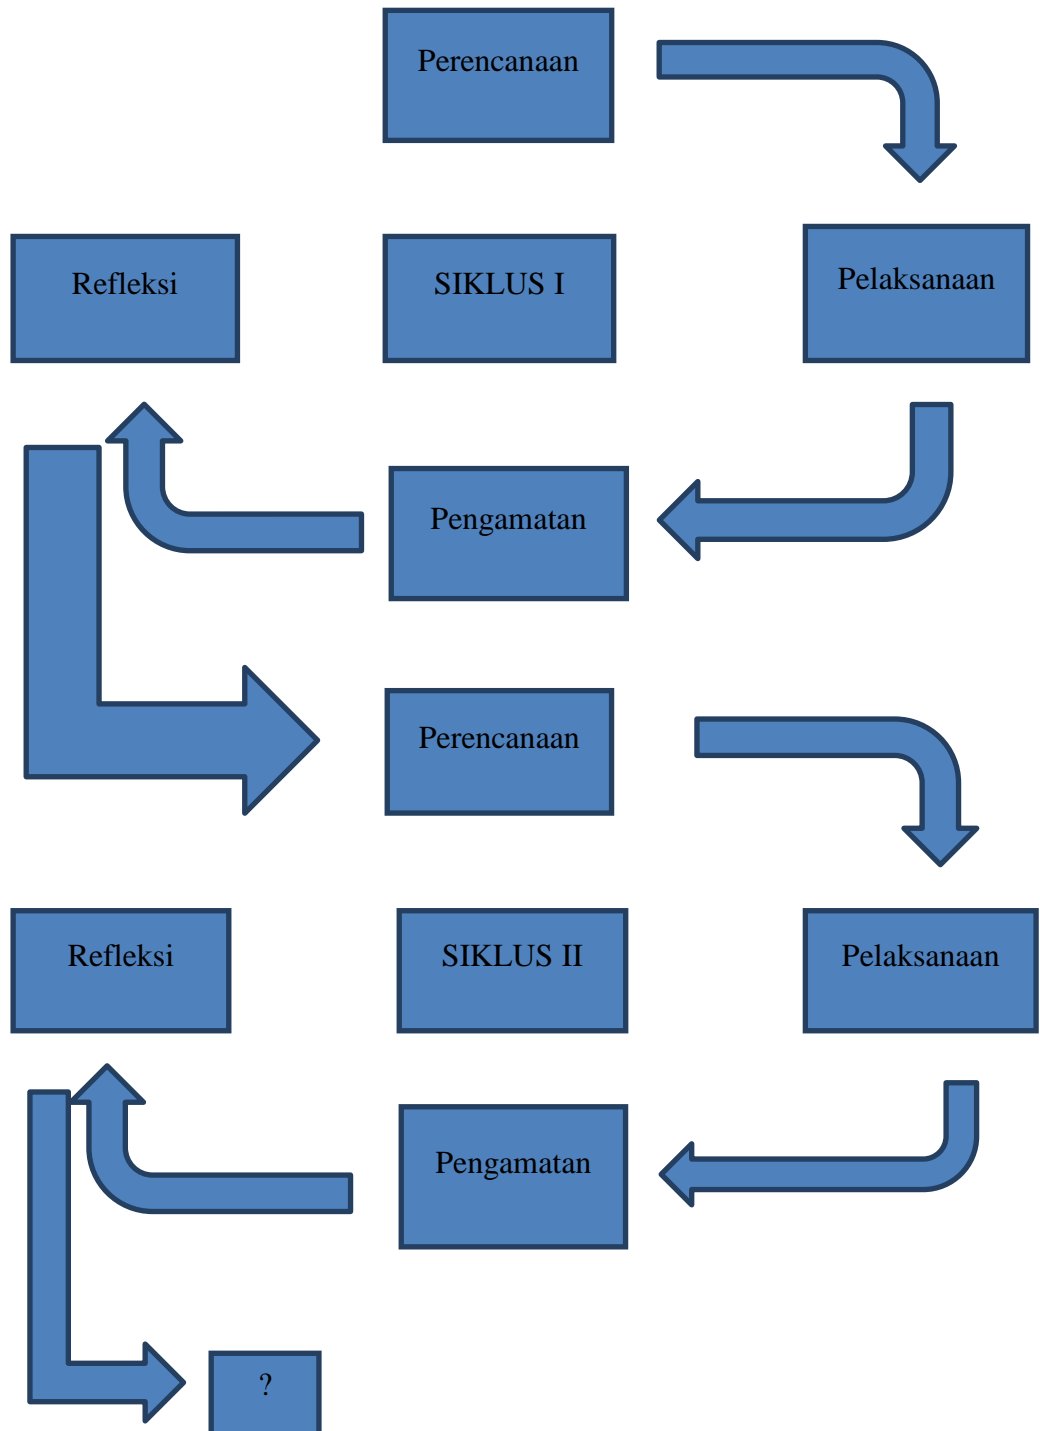 Perencanaan
Refleksi
SIKLUS I
Pelaksanaan
Pengamatan
Perencanaan
Refleksi
SIKLUS II
Pelaksanaan
Pengamatan
?